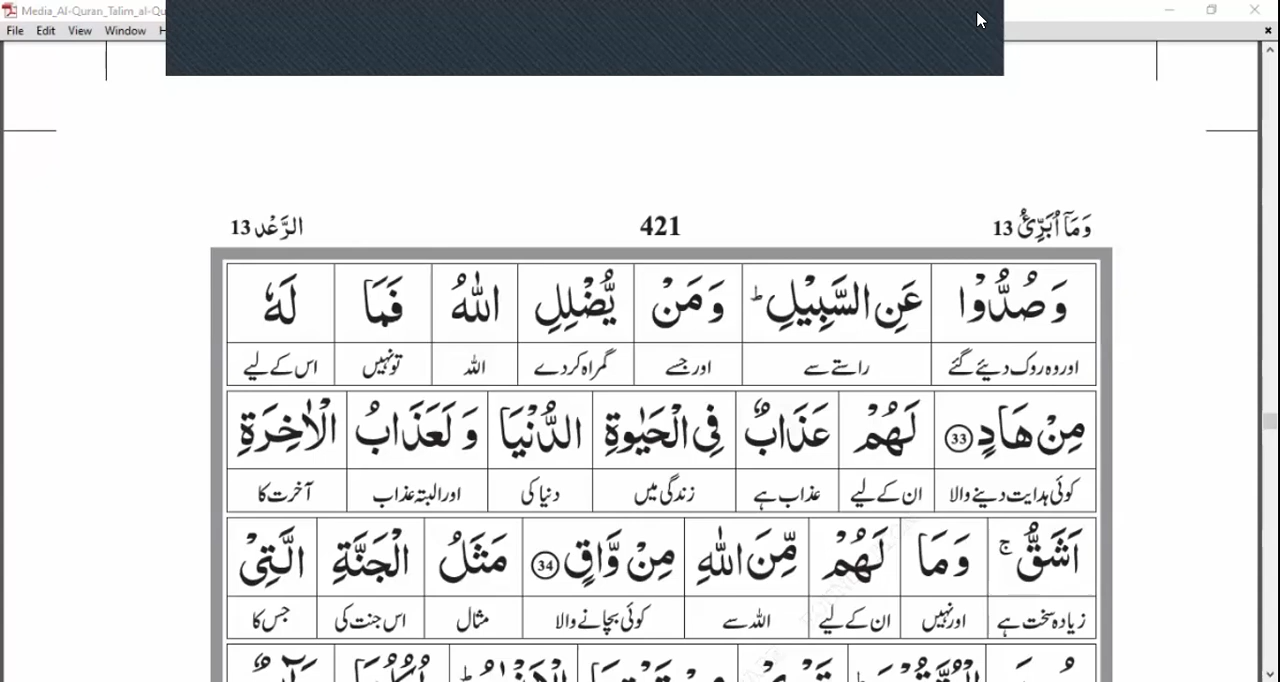 Media_Al-Quran_Talim_al-Qu
File Edit View Window H
الرَّعْد 13 421 وَمَآ اُبَرِّئُ 13
وَصُدُّوْا عَنِ السَّبِيْلِ ؕ وَمَنْ يُّضْلِلِ اللّٰهُ فَمَا لَهٗ
اور وہ روک دیئے گئے راستے سے اور جسے گمراہ کردے اللہ تو نہیں اس کے لیے
مِنْ هَادٍ ﴿33﴾ لَهُمْ عَذَابٌ فِى الْحَيٰوةِ الدُّنْيَا وَ لَعَذَابُ الْاٰخِرَةِ
کوئی ہدایت دینے والا ان کے لیے عذاب ہے زندگی میں دنیا کی اور البتہ عذاب آخرت کا
اَشَقُّ ۚ وَمَا لَهُمْ مِّنَ اللّٰهِ مِنْ وَّاقٍ ﴿34﴾ مَثَلُ الْجَنَّةِ الَّتِىْ
زیادہ سخت ہے اور نہیں ان کے لیے اللہ سے کوئی بچانے والا مثال اس جنت کی جس کا